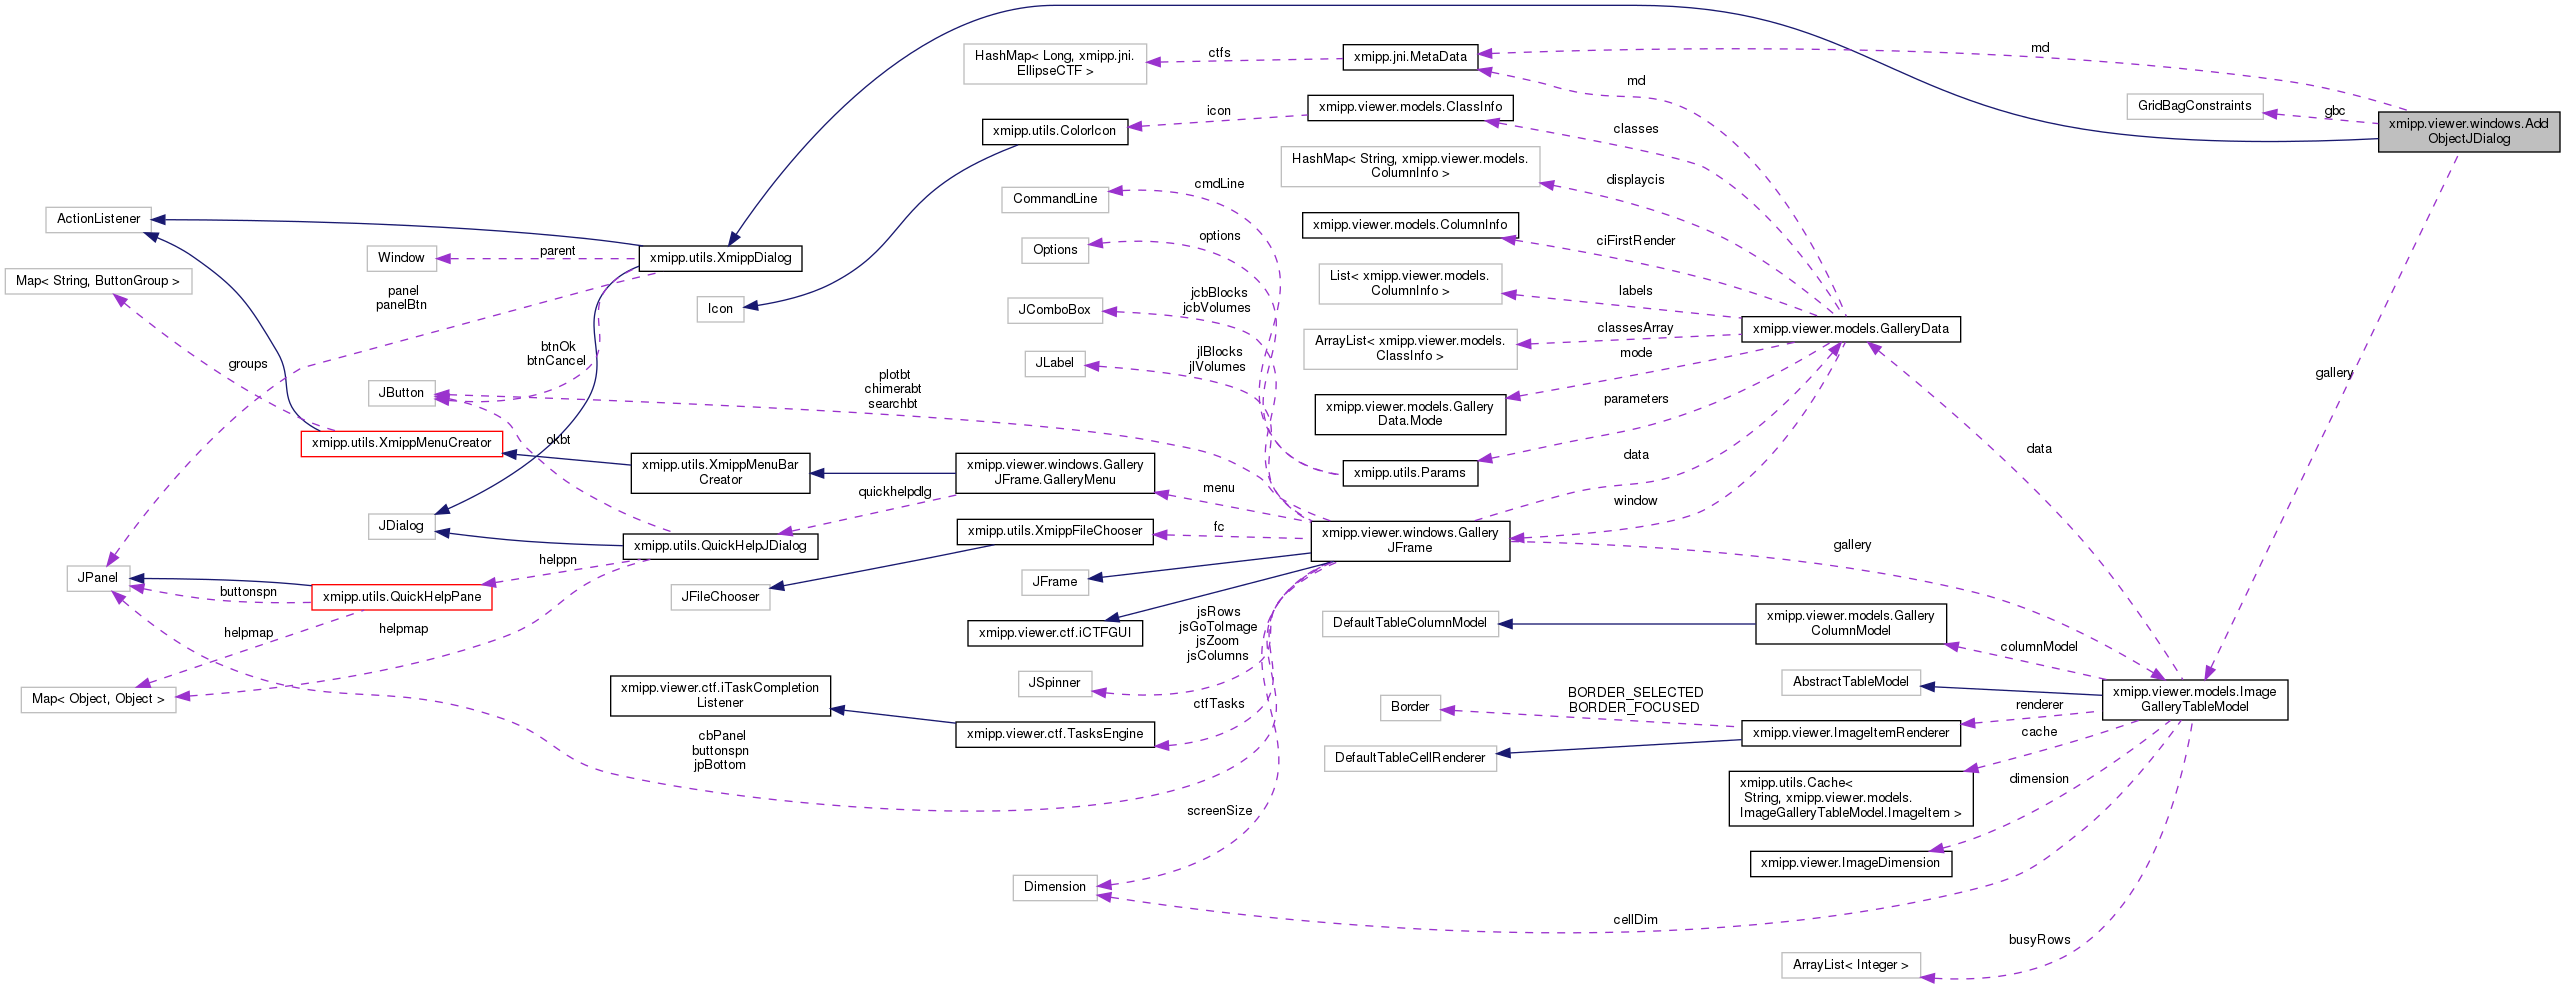 md
HashMap< Long, xmipp.jni.
EllipseCTF >
ctfs
xmipp.jni.MetaData
md
GridBagConstraints
gbc
xmipp.viewer.windows.Add
ObjectJDialog
xmipp.utils.ColorIcon
icon
xmipp.viewer.models.ClassInfo
classes
HashMap< String, xmipp.viewer.models.
ColumnInfo >
displaycis
CommandLine
cmdLine
xmipp.viewer.models.ColumnInfo
ciFirstRender
ActionListener
Options
options
Window
parent
xmipp.utils.XmippDialog
Map< String, ButtonGroup >
List< xmipp.viewer.models.
ColumnInfo >
labels
panel
panelBtn
Icon
JComboBox
jcbBlocks
jcbVolumes
xmipp.viewer.models.GalleryData
ArrayList< xmipp.viewer.models.
ClassInfo >
classesArray
mode
groups
btnOk
btnCancel
JLabel
jlBlocks
jlVolumes
gallery
JButton
plotbt
chimerabt
searchbt
xmipp.viewer.models.Gallery
Data.Mode
parameters
xmipp.utils.XmippMenuCreator
okbt
xmipp.utils.XmippMenuBar
Creator
xmipp.viewer.windows.Gallery
JFrame.GalleryMenu
xmipp.utils.Params
data
data
quickhelpdlg
menu
window
JDialog
xmipp.utils.XmippFileChooser
fc
xmipp.viewer.windows.Gallery
JFrame
xmipp.utils.QuickHelpJDialog
gallery
JPanel
helppn
JFrame
buttonspn
xmipp.utils.QuickHelpPane
JFileChooser
helpmap
helpmap
xmipp.viewer.ctf.iCTFGUI
jsRows
jsGoToImage
jsZoom
jsColumns
DefaultTableColumnModel
xmipp.viewer.models.Gallery
ColumnModel
columnModel
Map< Object, Object >
xmipp.viewer.ctf.iTaskCompletion
Listener
JSpinner
AbstractTableModel
xmipp.viewer.models.Image
GalleryTableModel
ctfTasks
Border
BORDER_SELECTED
BORDER_FOCUSED
renderer
xmipp.viewer.ctf.TasksEngine
xmipp.viewer.ImageItemRenderer
cache
cbPanel
buttonspn
jpBottom
DefaultTableCellRenderer
xmipp.utils.Cache<
String, xmipp.viewer.models.
ImageGalleryTableModel.ImageItem >
dimension
screenSize
xmipp.viewer.ImageDimension
Dimension
cellDim
busyRows
ArrayList< Integer >